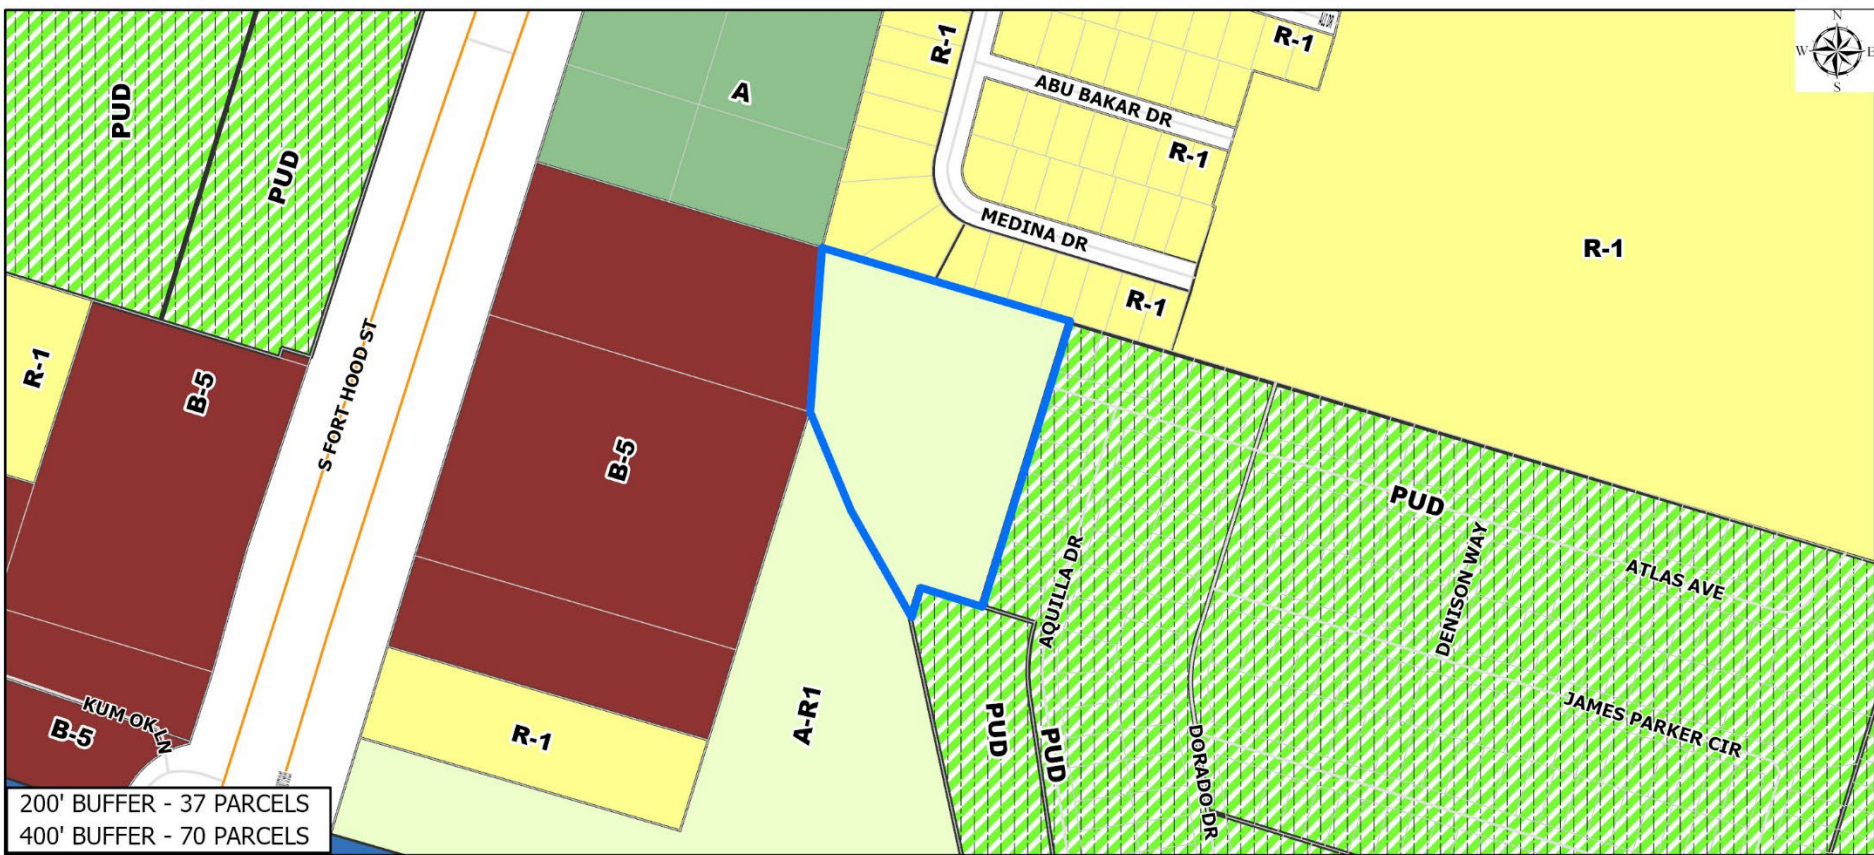 N
W E
S
R-1
R-1
A
PUD
ABU BAKAR DR
R-1
PUD
MEDINA DR
R-1
R-1
R-1
B-5
S FORT HOOD ST
B-5
PUD
AQUILLA DR
DENISON WAY
ATLAS AVE
A-R1
KUM OK LN
B-5
R-1
PUD
PUD
DORADO DR
JAMES PARKER CIR
200' BUFFER - 37 PARCELS
400' BUFFER - 70 PARCELS